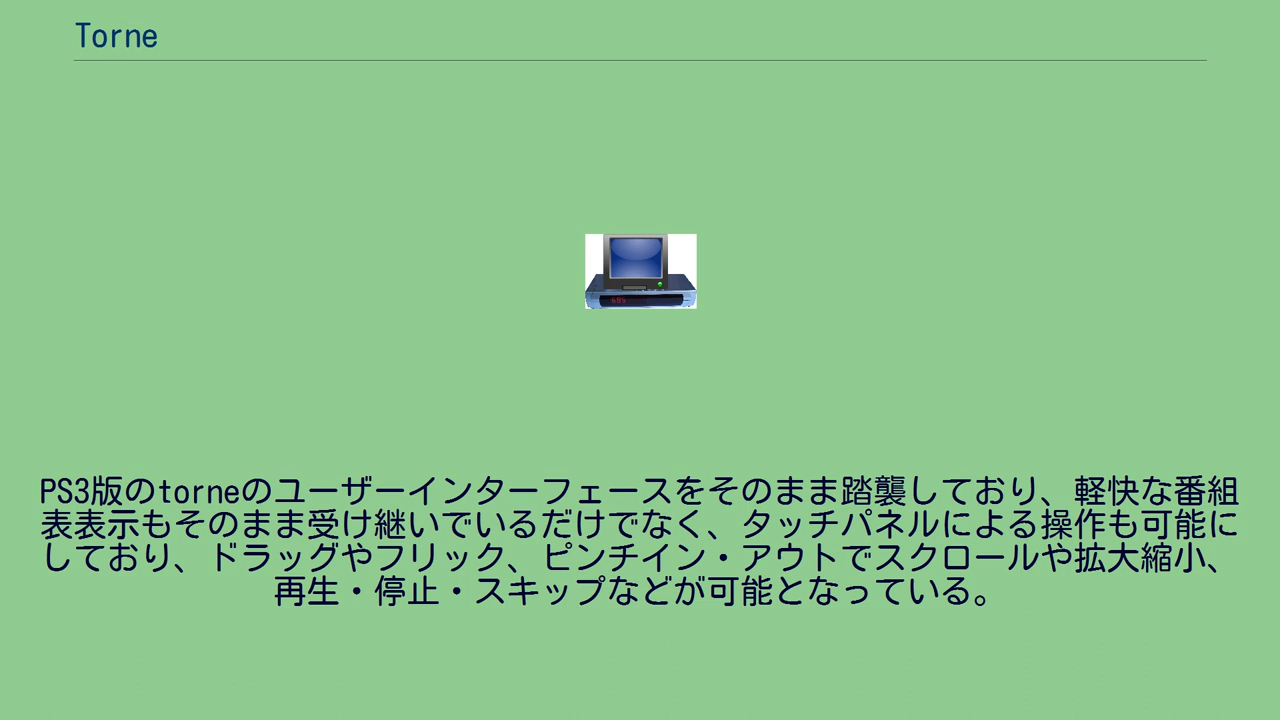 Torne
PS3版のtorneのユーザーインターフェースをそのまま踏襲しており、軽快な番組
表表示もそのまま受け継いでいるだけでなく、タッチパネルによる操作も可能に
しており、ドラッグやフリック、ピンチイン・アウトでスクロールや拡大縮小、
再生・停止・スキップなどが可能となっている。